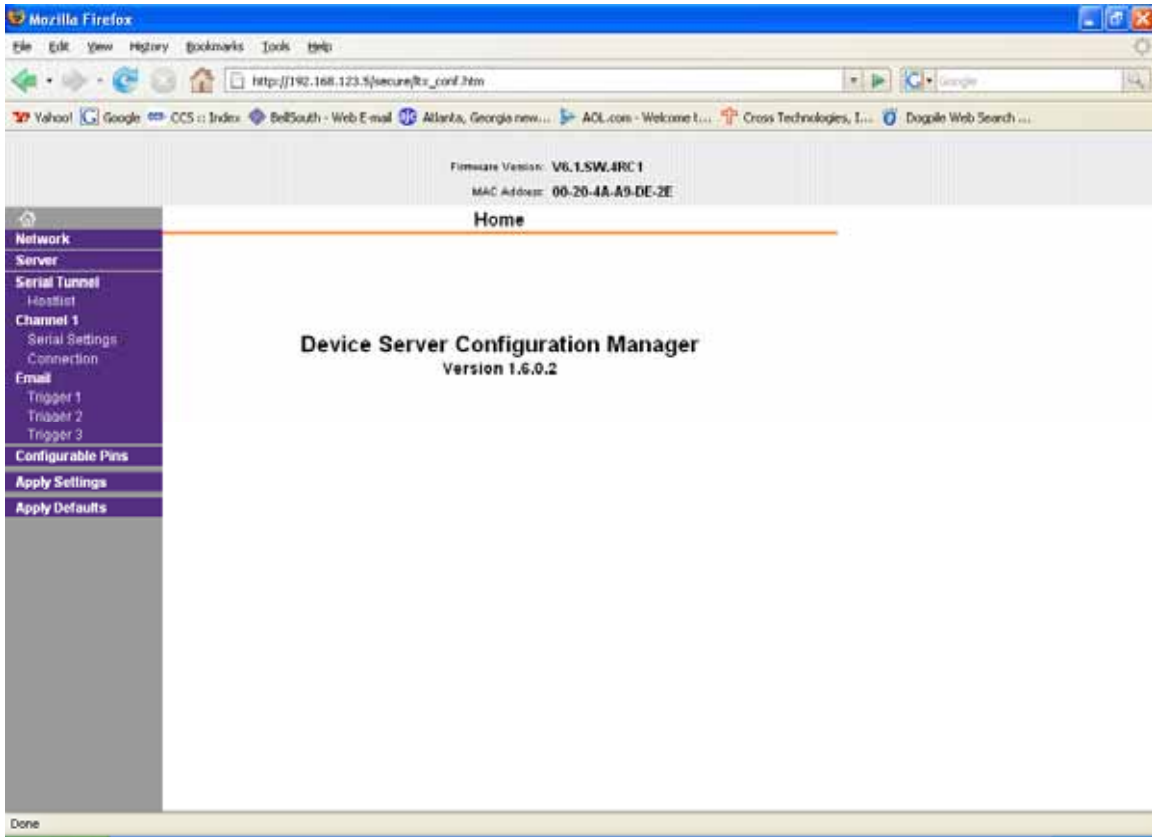 Mozilla Firefox
File Edit View History Bookmarks Tools Help
http://192.168.123.5/secure/ltx_conf.htm
Google
Yahoo! Google CCS :: Index BellSouth - Web E-mail Atlanta, Georgia new... AOL.com - Welcome t... Cross Technologies, I... Dogpile Web Search ....
Firmware Version: V6.1.SW.4RC1
MAC Address: 00-20-4A-A9-DE-2E
Home
Network
Server
Serial Tunnel
Hostlist
Channel 1
Serial Settings
Connection
Email
Trigger 1
Trigger 2
Trigger 3
Configurable Pins
Apply Settings
Apply Defaults
Device Server Configuration Manager
Version 1.6.0.2
Done